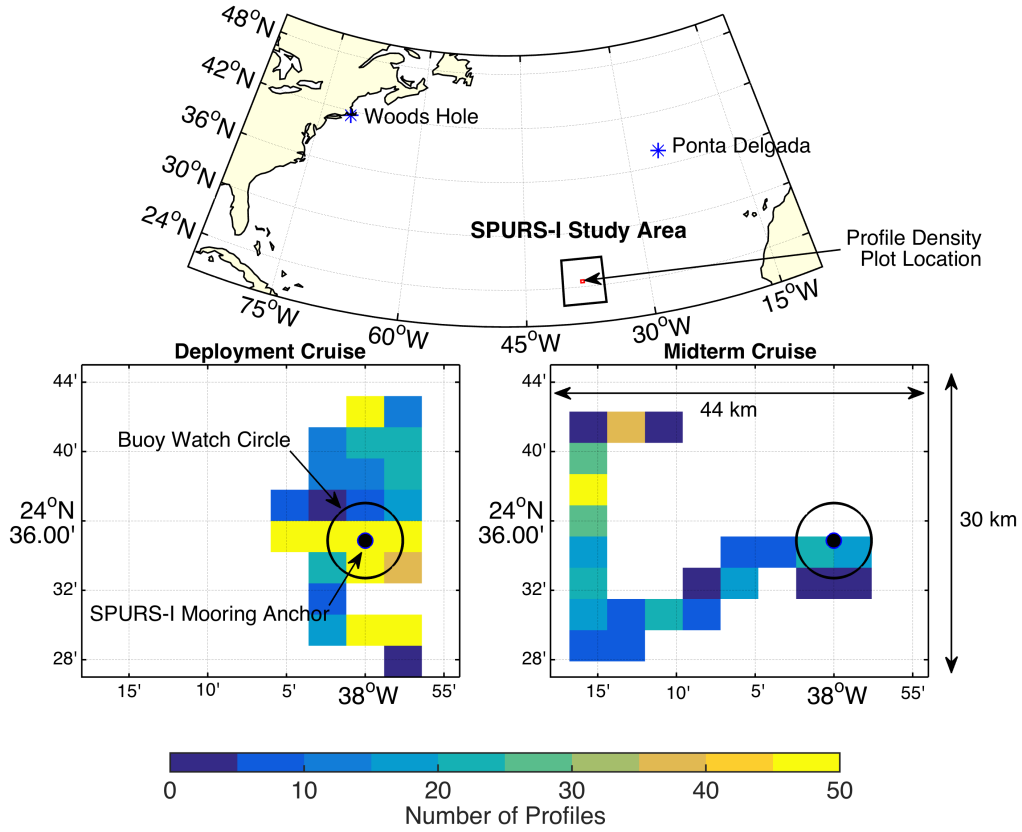 48°N
42°N
36°N
30°N
24°N
Woods Hole
Ponta Delgada
SPURS-I Study Area
Profile Density
Plot Location
75°W
60°W
45°W
30°W
15°W
Deployment Cruise
44'
40'
24°N
36.00'
32'
28'
Buoy Watch Circle
SPURS-I Mooring Anchor
15'
10'
5'
38°W
55'
Midterm Cruise
44 km
30 km
44'
40'
24°N
36.00'
32'
28'
15'
10'
5'
38°W
55'
0
10
20
30
40
50
Number of Profiles